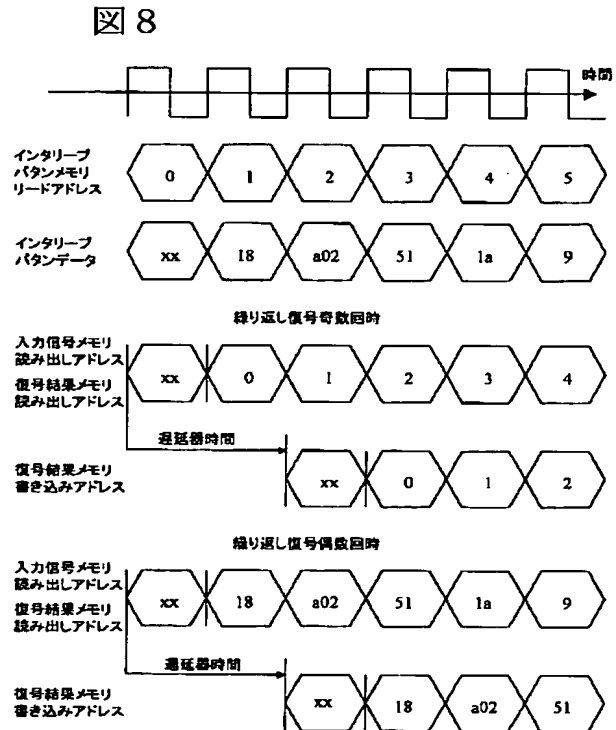 図8
時間
インタリーブ
パタンメモリ
リードアドレス
0 1 2 3 4 5
インタリーブ
パタンデータ
xx 18 a02 51 1a 9
繰り返し復号奇数回時
入力信号メモリ
読み出しアドレス
復号結果メモリ
読み出しアドレス
xx 0 1 2 3 4
遅延器時間
復号結果メモリ
書き込みアドレス
xx 0 1 2
繰り返し復号偶数回時
入力信号メモリ
読み出しアドレス
復号結果メモリ
読み出しアドレス
xx 18 a02 51 1a 9
遅延器時間
復号結果メモリ
書き込みアドレス
xx 18 a02 51